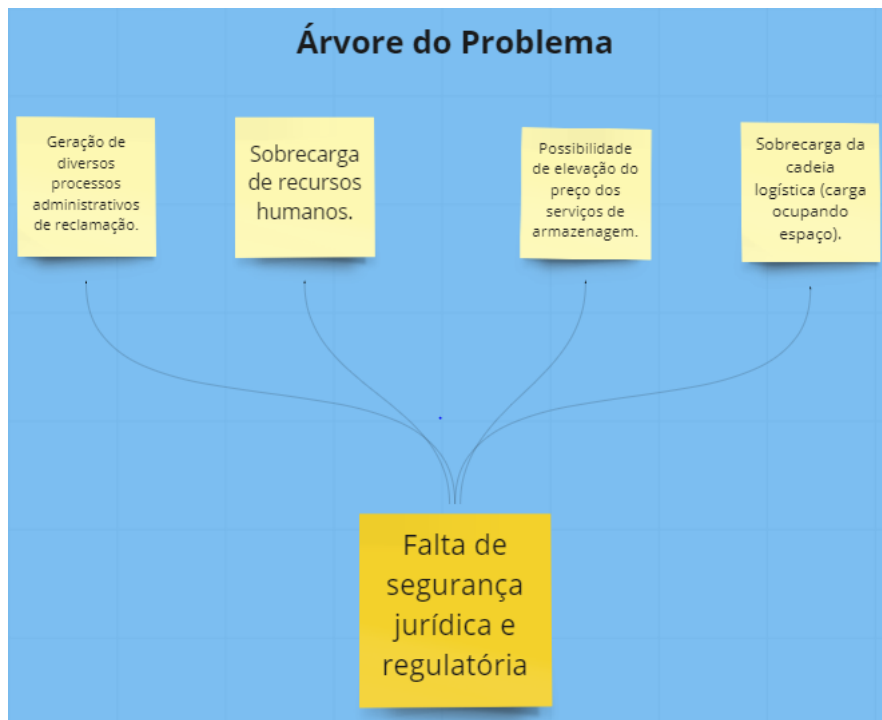 Árvore do Problema
Geração de
diversos
processos
administrativos
de reclamação.
Sobrecarga
de recursos
humanos.
Possibilidade
de elevação do
preço dos
serviços de
armazenagem.
Sobrecarga da
cadeia
logística (carga
ocupando
espaço).
Falta de
segurança
jurídica e
regulatória